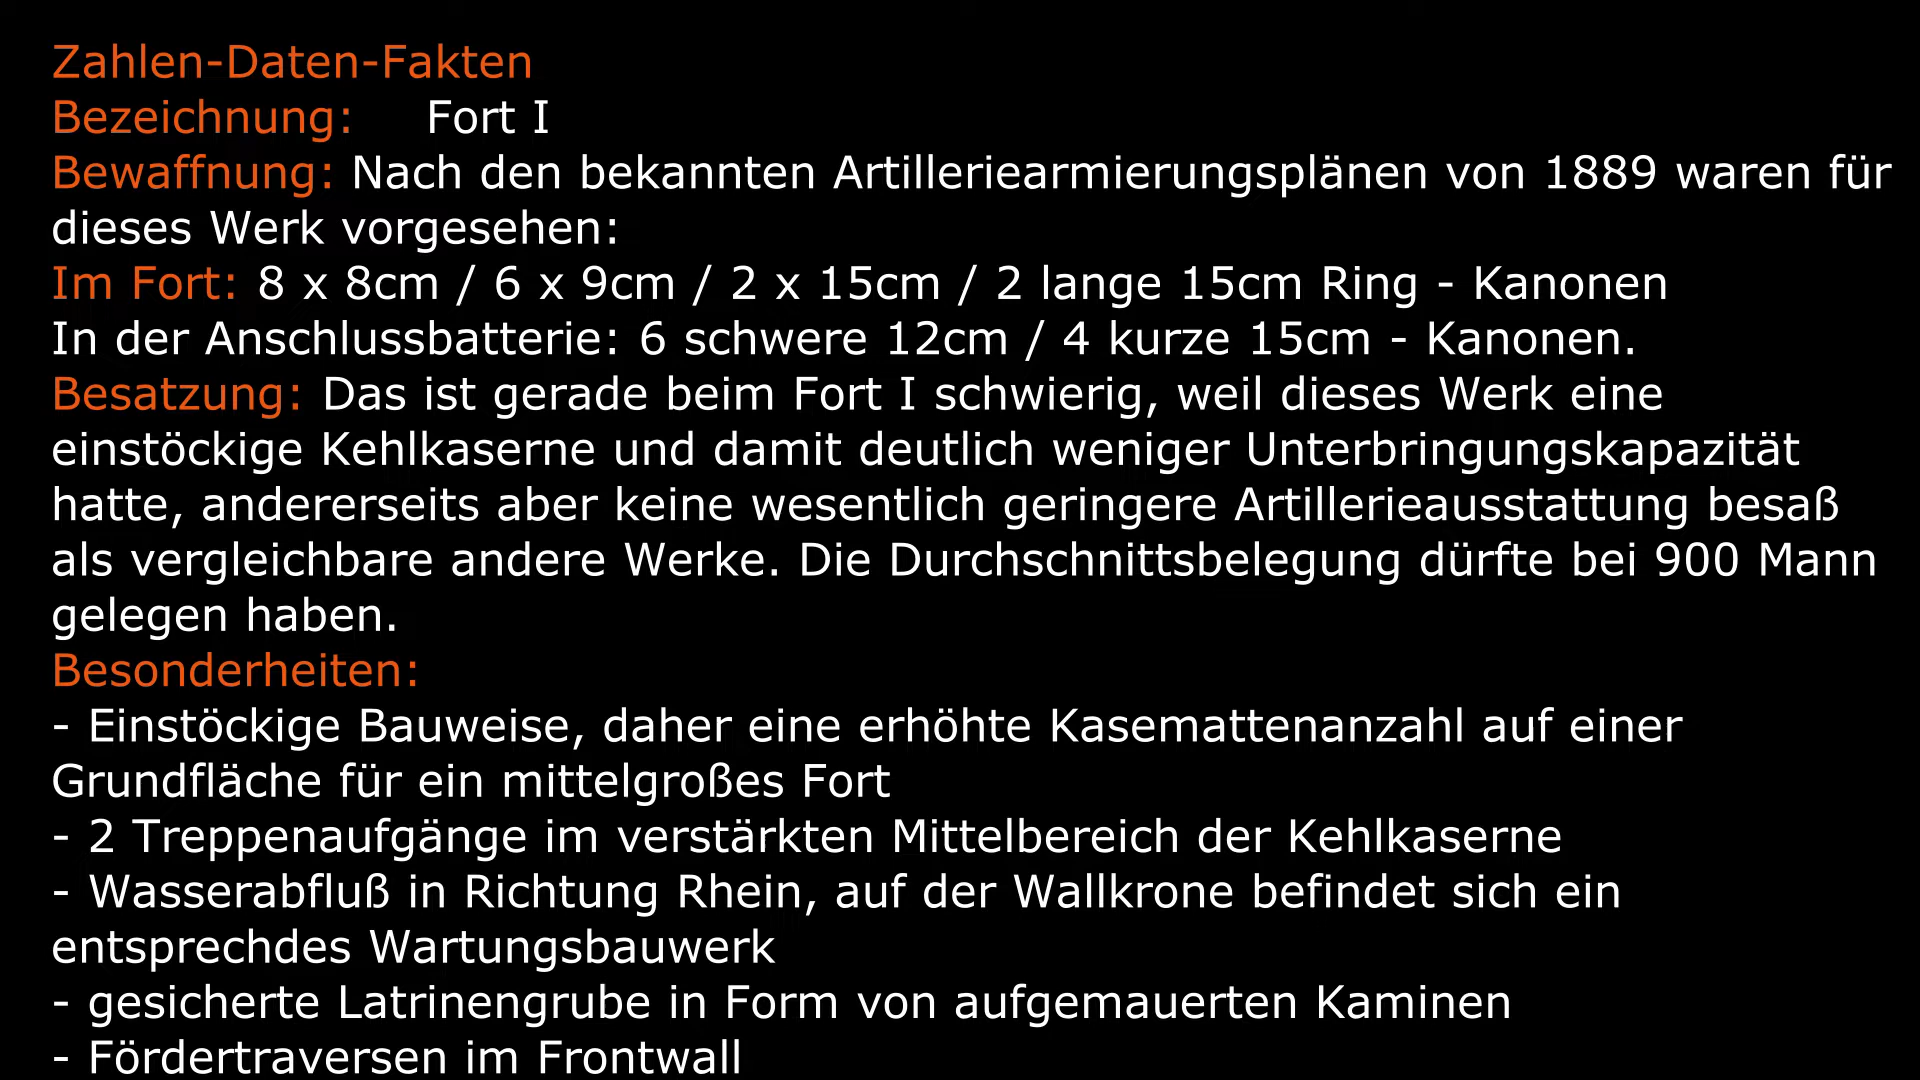 Zahlen-Daten-Fakten
Bezeichnung: Fort I
Bewaffnung: Nach den bekannten Artilleriearmierungsplänen von 1889 waren für
dieses Werk vorgesehen:
Im Fort: 8 x 8cm / 6 x 9cm / 2 x 15cm / 2 lange 15cm Ring - Kanonen
In der Anschlussbatterie: 6 schwere 12cm / 4 kurze 15cm - Kanonen.
Besatzung: Das ist gerade beim Fort I schwierig, weil dieses Werk eine
einstöckige Kehlkaserne und damit deutlich weniger Unterbringungskapazität
hatte, andererseits aber keine wesentlich geringere Artillerieausstattung besaß
als vergleichbare andere Werke. Die Durchschnittsbelegung dürfte bei 900 Mann
gelegen haben.
Besonderheiten:
- Einstöckige Bauweise, daher eine erhöhte Kasemattenanzahl auf einer
Grundfläche für ein mittelgroßes Fort
- 2 Treppenaufgänge im verstärkten Mittelbereich der Kehlkaserne
- Wasserabfluß in Richtung Rhein, auf der Wallkrone befindet sich ein
entsprechdes Wartungsbauwerk
- gesicherte Latrinengrube in Form von aufgemauerten Kaminen
- Fördertraversen im Frontwall